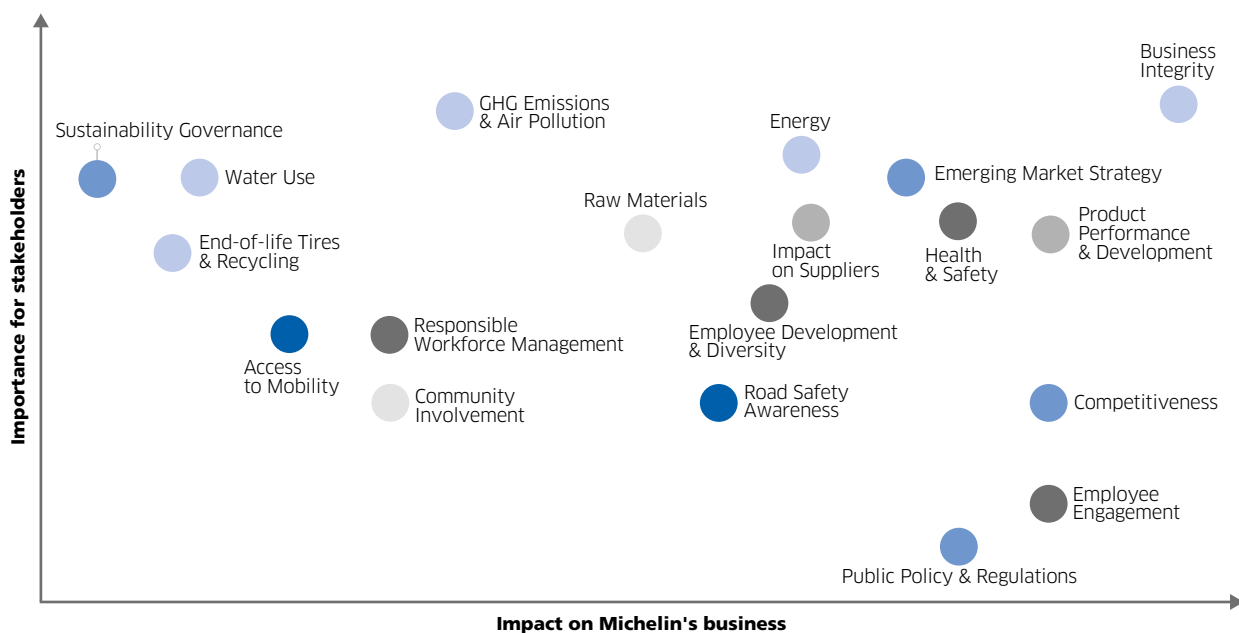 Business
Integrity
GHG Emissions
& Air Pollution
Energy
Sustainability Governance
Water Use
Emerging Market Strategy
Raw Materials
Product
Performance
& Development
End-of-life Tires
& Recycling
Impact
on Suppliers
Health
& Safety
Responsible
Workforce Management
Employee Development
& Diversity
Access
to Mobility
Community
Involvement
Road Safety
Awareness
Competitiveness
Employee
Engagement
Public Policy & Regulations
Importance for stakeholders
Impact on Michelin's business